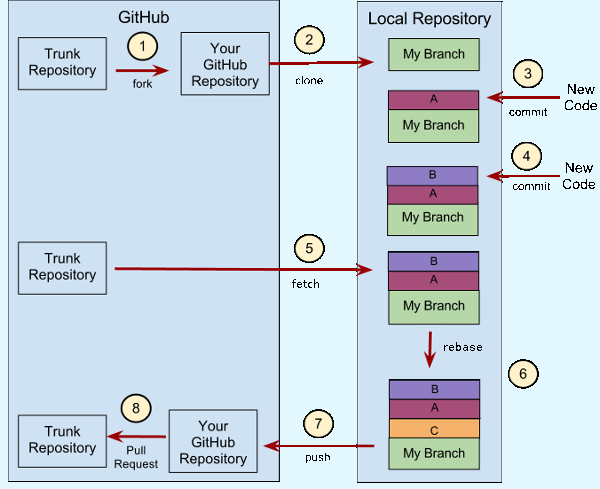 GitHub
Local Repository
Trunk
Repository
1
fork
Your
GitHub
Repository
2
clone
My Branch
A
My Branch
3
commit
New
Code
B
A
My Branch
4
commit
New
Code
Trunk
Repository
5
fetch
B
A
My Branch
rebase
6
B
A
C
My Branch
7
push
Your
GitHub
Repository
8
Pull
Request
Trunk
Repository